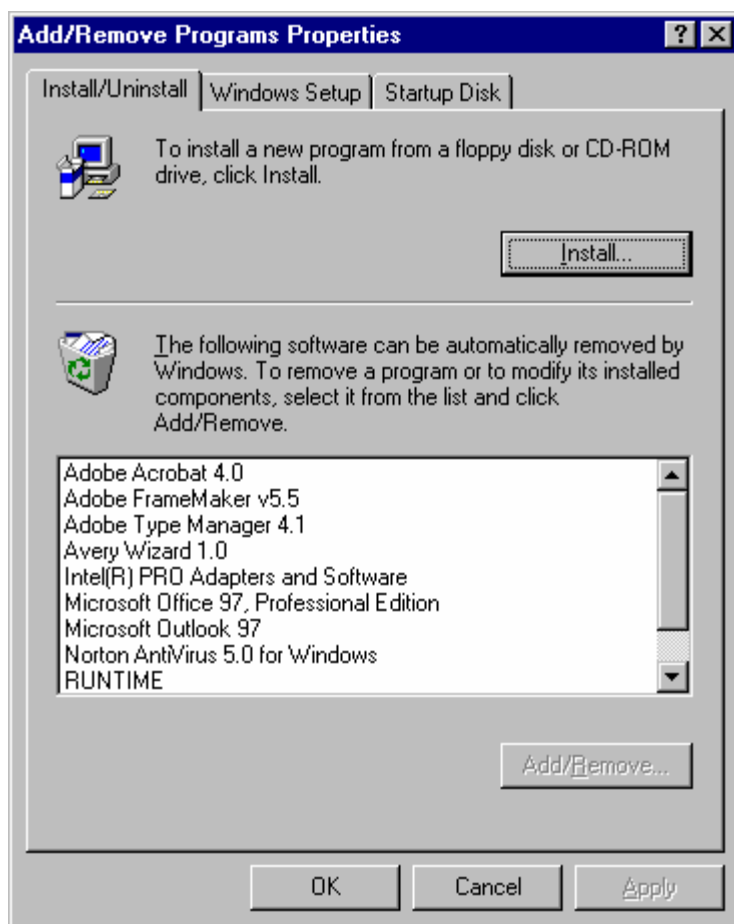 Add/Remove Programs Properties
Install/Uninstall Windows Setup Startup Disk
To install a new program from a floppy disk or CD-ROM
drive, click Install.
Install...
The following software can be automatically removed by
Windows. To remove a program or to modify its installed
components, select it from the list and click
Add/Remove.
Adobe Acrobat 4.0
Adobe FrameMaker v5.5
Adobe Type Manager 4.1
Avery Wizard 1.0
Intel(R) PRO Adapters and Software
Microsoft Office 97, Professional Edition
Microsoft Outlook 97
Norton AntiVirus 5.0 for Windows
RUNTIME
Add/Remove...
OK Cancel Apply